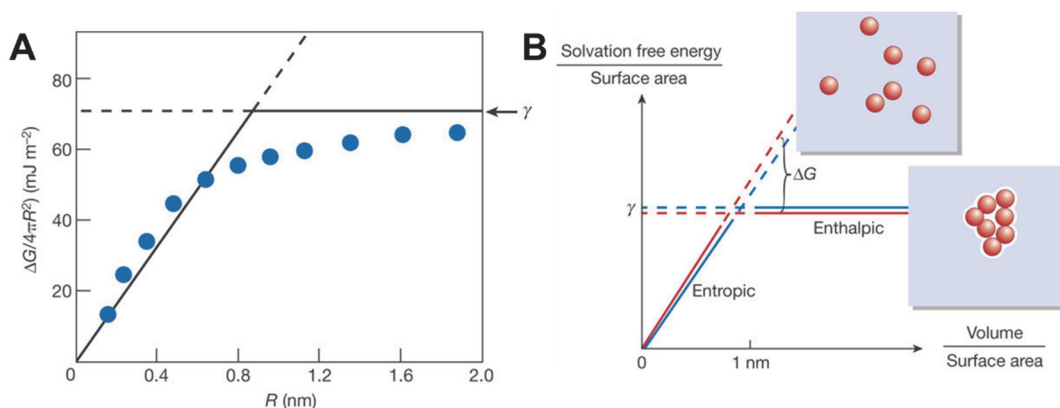 A
ΔG/4πR²) (mJ m⁻²)
80
60
40
20
0
0.4
0.8
1.2
1.6
2.0
R (nm)
γ
B
Solvation free energy
Surface area
ΔG
γ
Enthalpic
Entropic
0
1 nm
Volume
Surface area